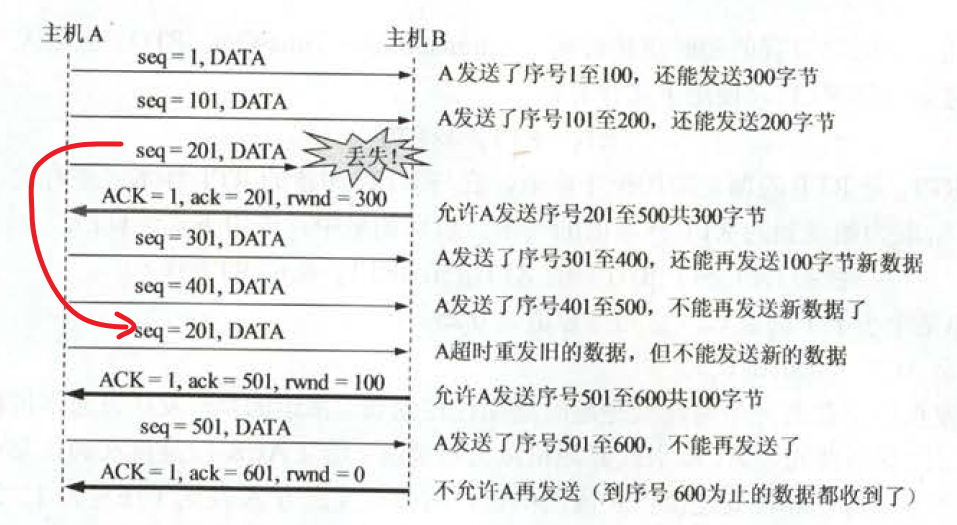 主机A 主机B
seq = 1, DATA A发送了序号1至100，还能发送300字节
seq = 101, DATA A发送了序号101至200，还能发送200字节
seq = 201, DATA 丢失！
ACK = 1, ack = 201, rwnd = 300 允许A发送序号201至500共300字节
seq = 301, DATA A发送了序号301至400，还能再发送100字节新数据
seq = 401, DATA A发送了序号401至500，不能再发送新数据了
seq = 201, DATA A超时重发旧的数据，但不能发送新的数据
ACK = 1, ack = 501, rwnd = 100 允许A发送序号501至600共100字节
seq = 501, DATA A发送了序号501至600，不能再发送了
ACK = 1, ack = 601, rwnd = 0 不允许A再发送（到序号600为止的数据都收到了）